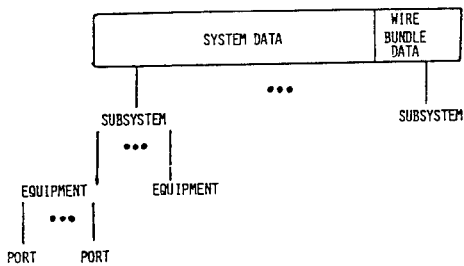 SYSTEM DATA
WIRE
BUNDLE
DATA
SUBSYSTEM
SUBSYSTEM
EQUIPMENT
EQUIPMENT
PORT
PORT